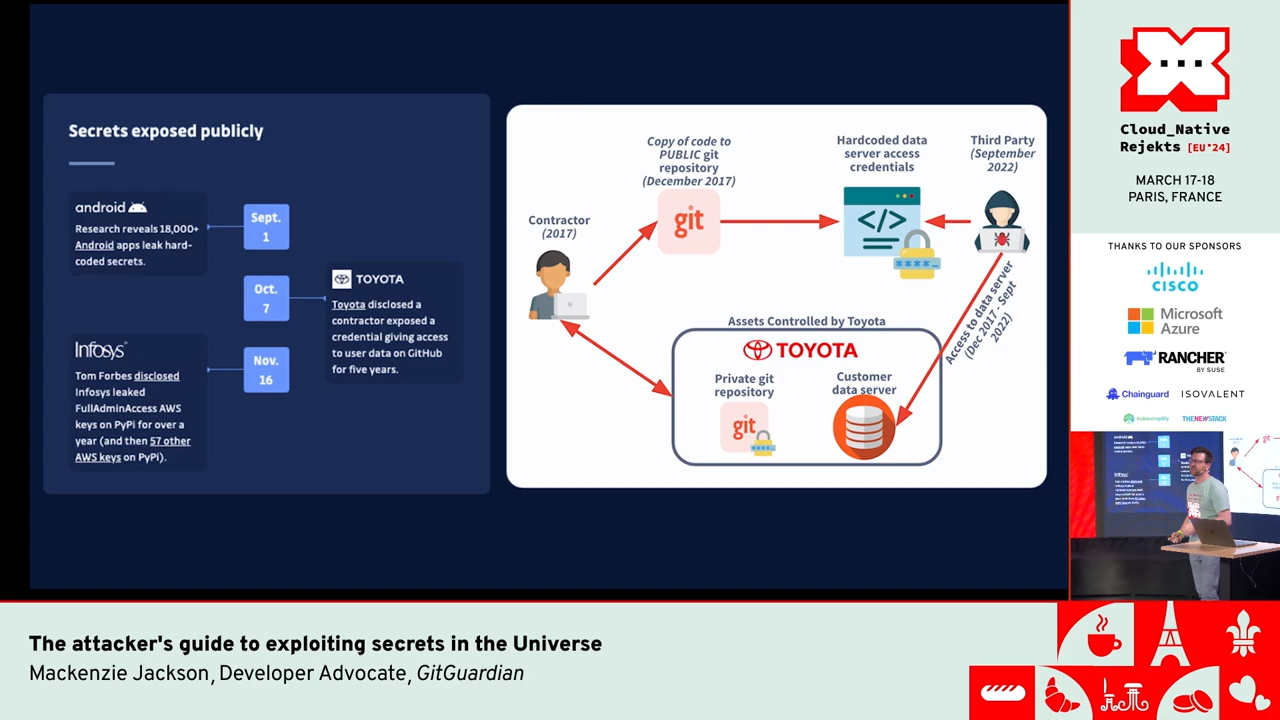 Secrets exposed publicly
android
Research reveals 18,000+
Android apps leak hard-
coded secrets.
Sept.
1
Oct.
7
TOYOTA
Toyota disclosed a
contractor exposed a
credential giving access
to user data on GitHub
for five years.
Infosys
Tom Forbes disclosed
Infosys leaked
FullAdminAccess AWS
keys on PyPi for over a
year (and then 57 other
AWS keys on PyPi).
Nov.
16
Contractor
(2017)
Copy of code to
PUBLIC git
repository
(December 2017)
git
Hardcoded data
server access
credentials
</>
****
Third Party
(September
2022)
Access to data server
(Dec 2017 - Sept
2022)
Assets Controlled by Toyota
TOYOTA
Private git
repository
git
Customer
data server
Cloud_Native
Rejekts [EU'24]
MARCH 17-18
PARIS, FRANCE
THANKS TO OUR SPONSORS
CISCO
Microsoft
Azure
RANCHER
BY SUSE
Chainguard
ISOVALENT
kubesimplify
THENEWSTACK
The attacker's guide to exploiting secrets in the Universe
Mackenzie Jackson, Developer Advocate, GitGuardian